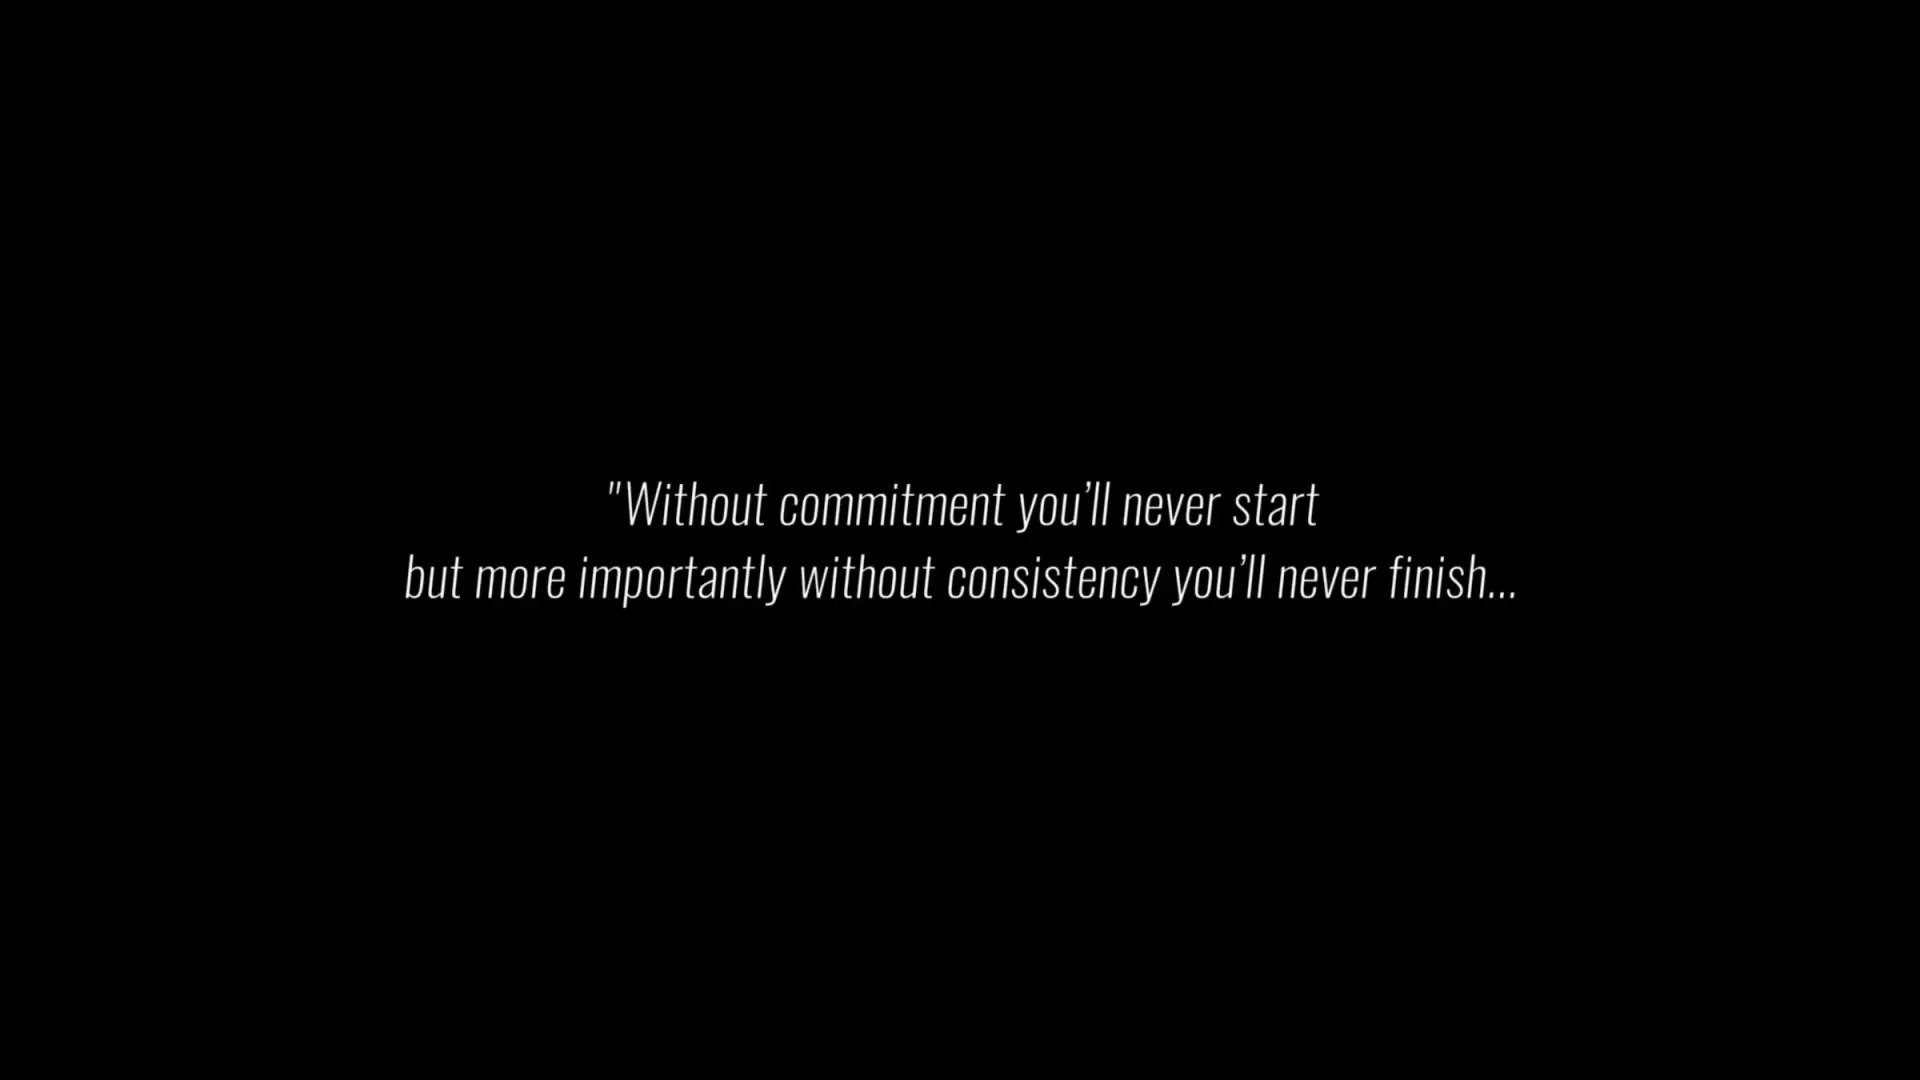 "Without commitment you’ll never start
but more importantly without consistency you’ll never finish...